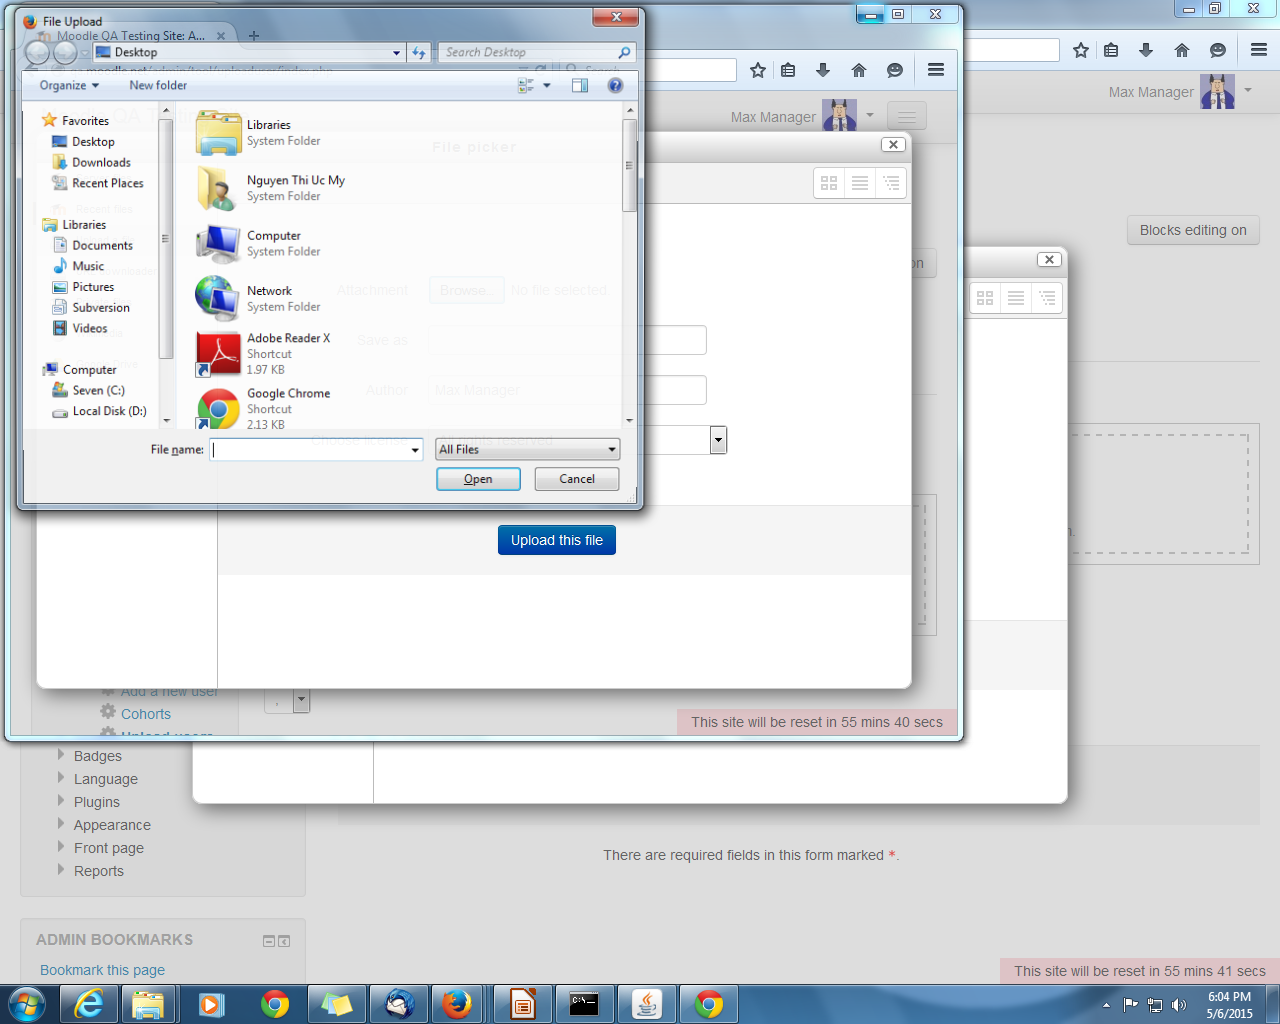 File Upload
Moodle QA Testing Site: A...
Desktop
Search Desktop
Organize
New folder
Favorites
Desktop
Downloads
Recent Places
Libraries
Documents
Music
Pictures
Subversion
Videos
Computer
Seven (C:)
Local Disk (D:)
Libraries
System Folder
Nguyen Thi Uc My
System Folder
Computer
System Folder
Network
System Folder
Adobe Reader X
Shortcut
1.97 KB
Google Chrome
Shortcut
2.13 KB
File name:
All Files
Open
Cancel
File picker
Attachment
Browse...
No file selected
Save as
Author
Max Manager
Upload this file
Max Manager
Max Manager
Blocks editing on
on
n.
Add a new user
Cohorts
Upload users
This site will be reset in 55 mins 40 secs
Badges
Language
Plugins
Appearance
Front page
Reports
There are required fields in this form marked *.
ADMIN BOOKMARKS
Bookmark this page
This site will be reset in 55 mins 41 secs
6:04 PM
5/6/2015